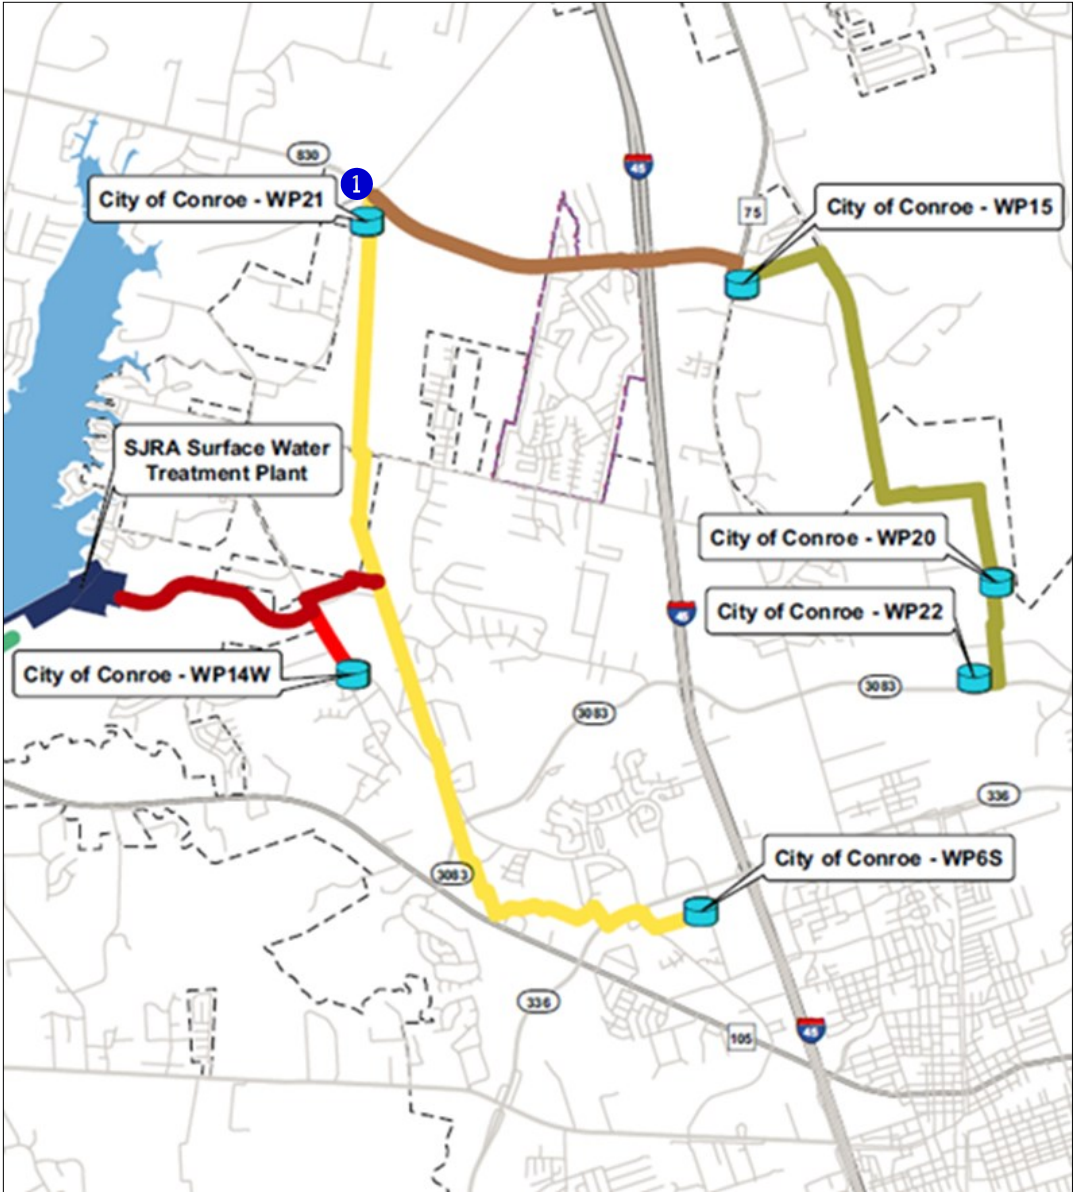 830
45
1
City of Conroe - WP21
75
City of Conroe - WP15
SJRA Surface Water
Treatment Plant
City of Conroe - WP20
City of Conroe - WP22
45
City of Conroe - WP14W
3083
3083
336
City of Conroe - WP6S
3083
336
105
45